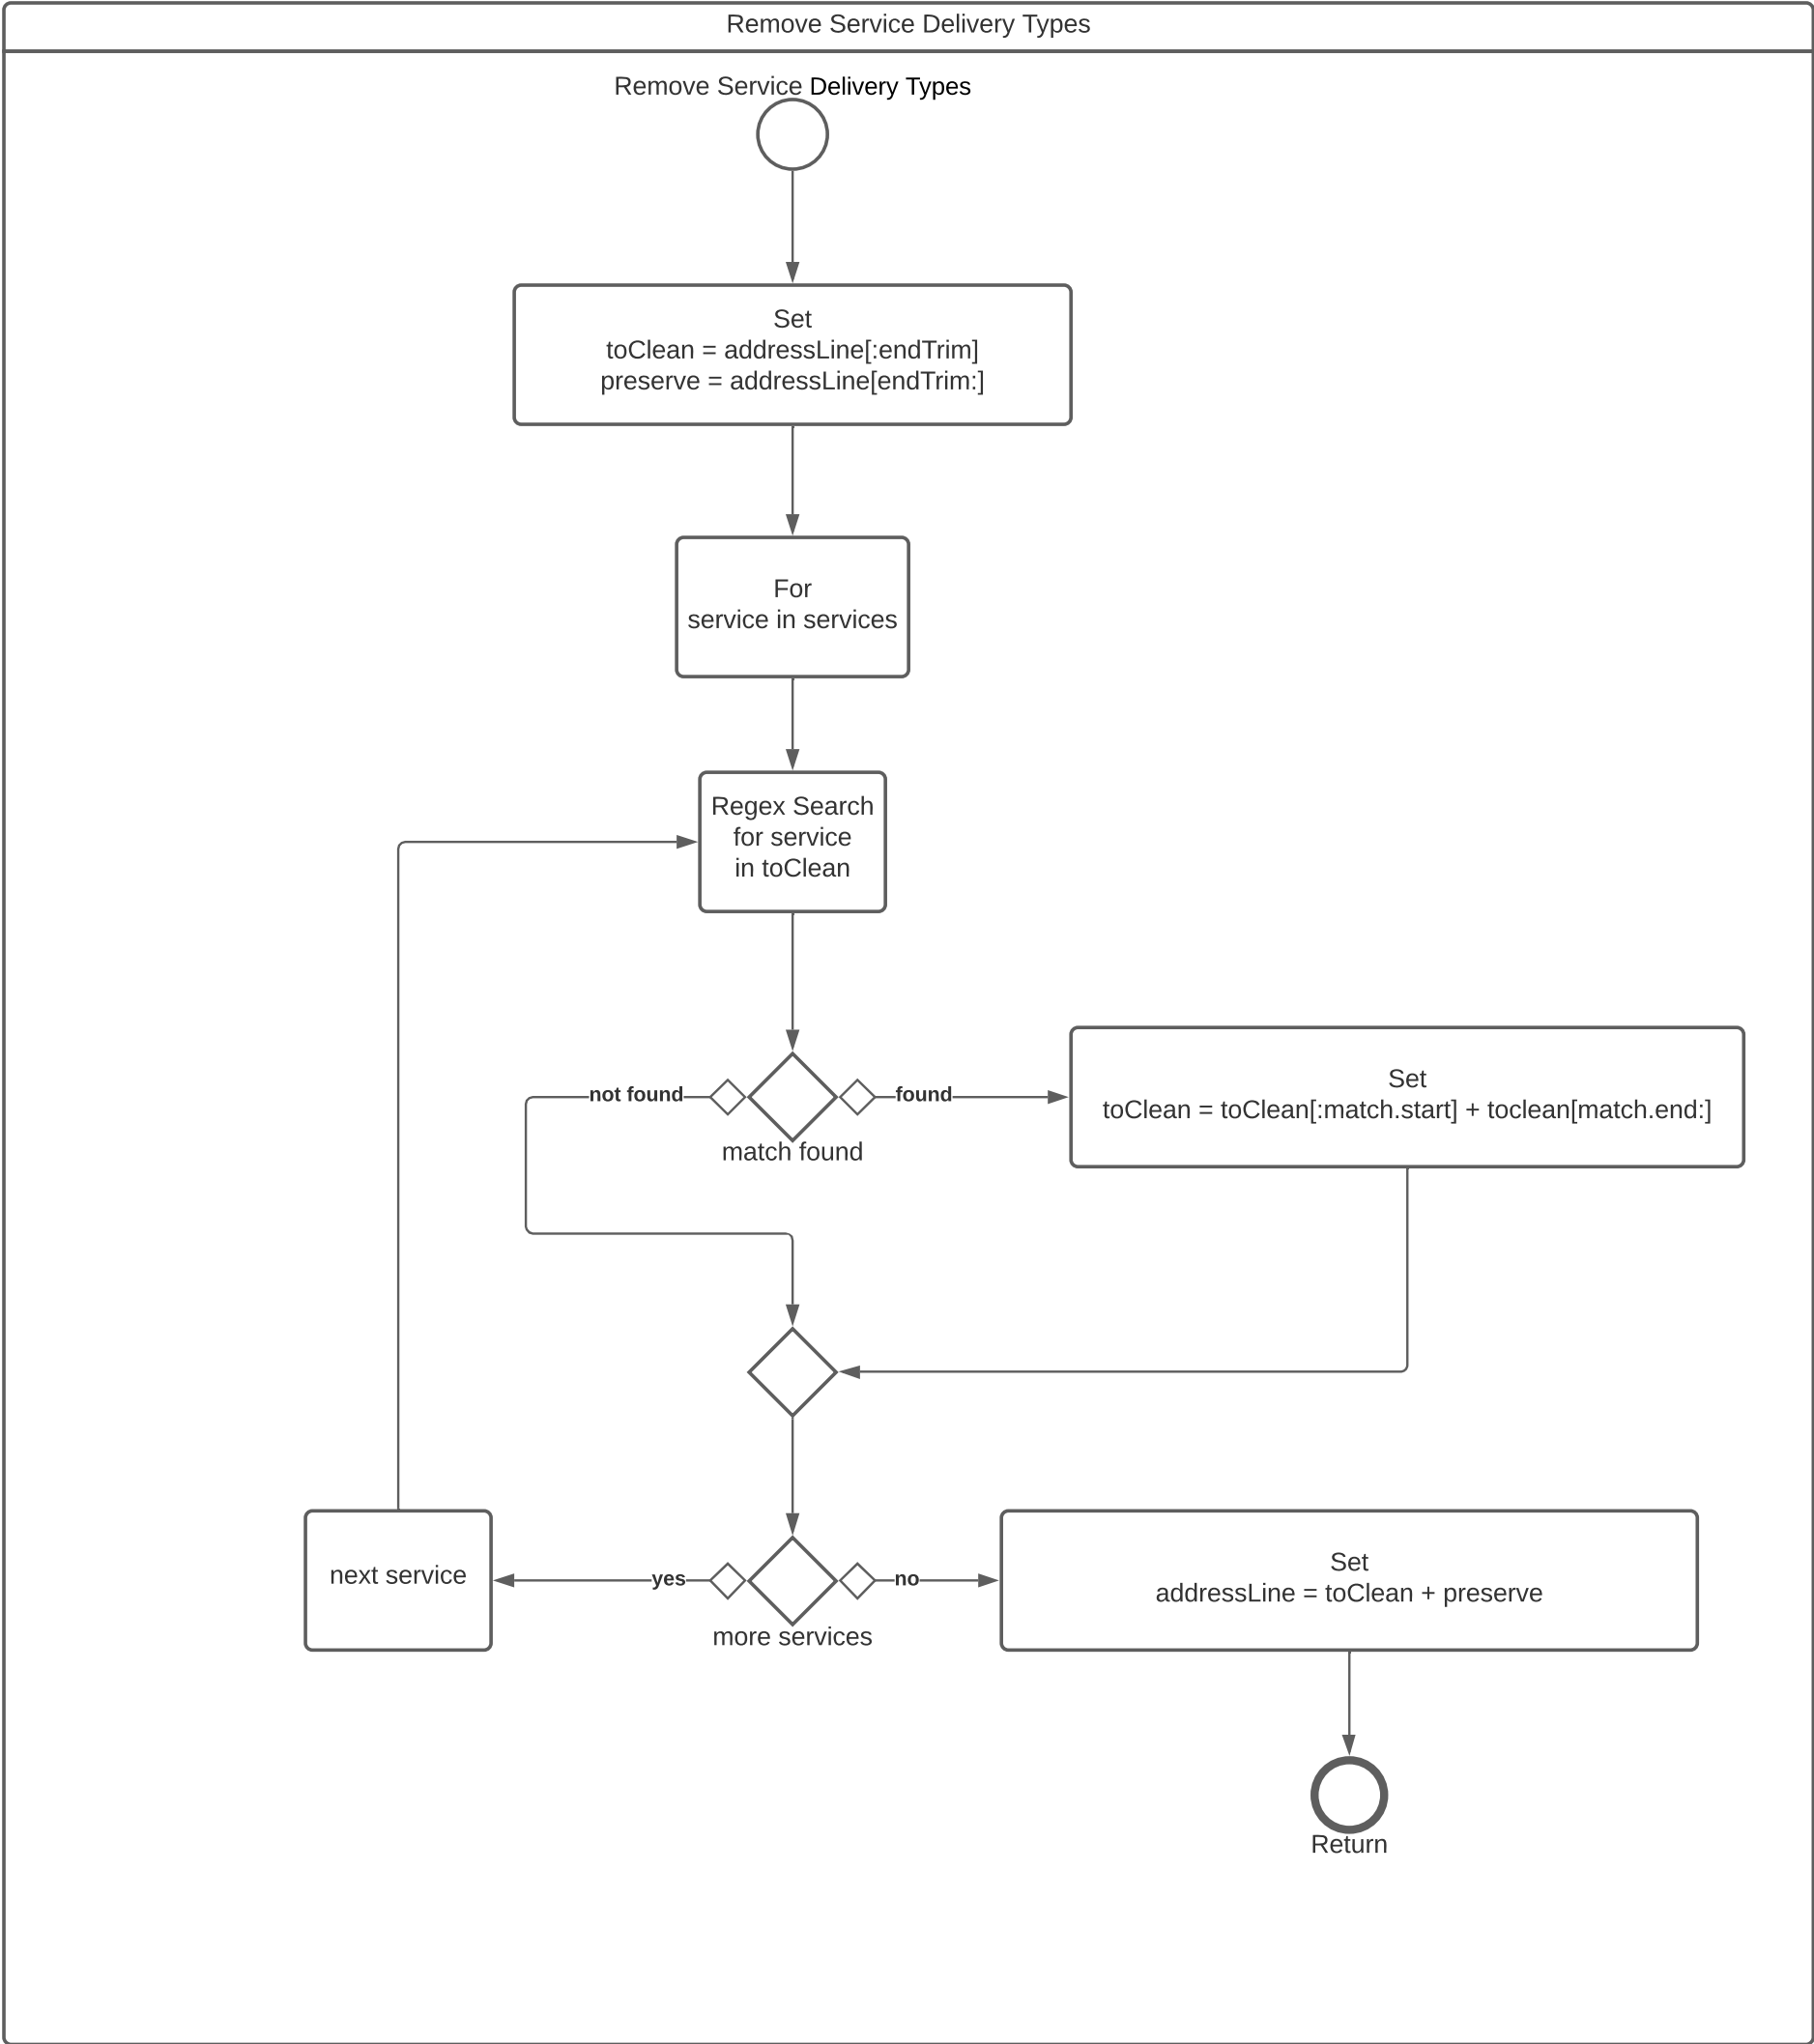 Remove Service Delivery Types
Remove Service Delivery Types
Set
toClean = addressLine[:endTrim]
preserve = addressLine[endTrim:]
For
service in services
Regex Search
for service
in toClean
not found
found
match found
Set
toClean = toClean[:match.start] + toclean[match.end:]
next service
yes
no
more services
Set
addressLine = toClean + preserve
Return